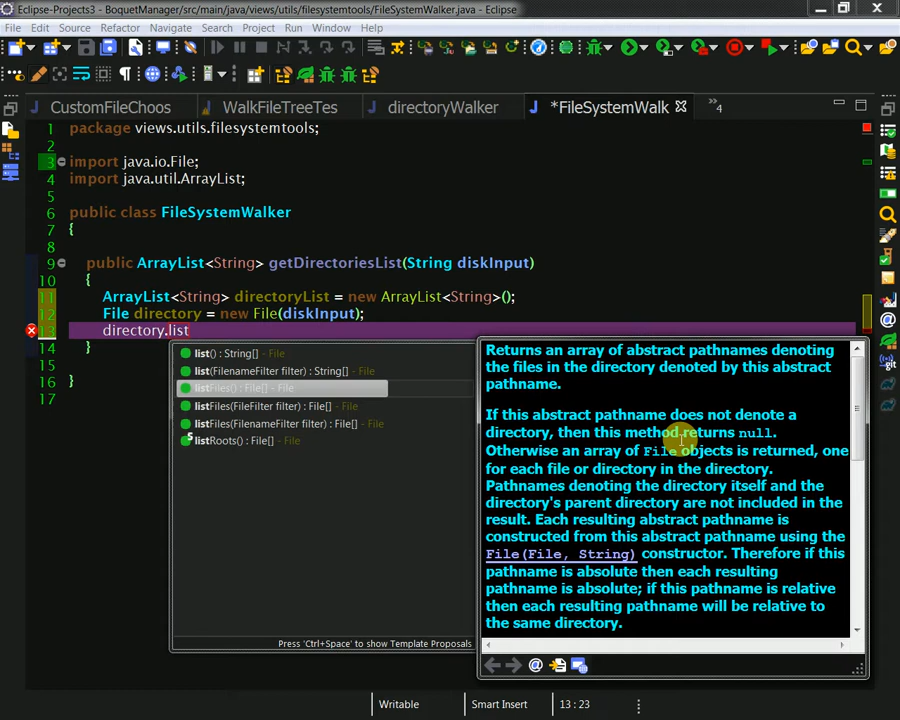 Eclipse-Projects3 - BoquetManager/src/main/java/views/utils/filesystemtools/FileSystemWalker.java - Eclipse
File Edit Source Refactor Navigate Search Project Run Window Help
CustomFileChoos WalkFileTreeTes directoryWalker *FileSystemWalk 4
1 package views.utils.filesystemtools;
2
3 import java.io.File;
4 import java.util.ArrayList;
5
6 public class FileSystemWalker
7 {
8
9 public ArrayList<String> getDirectoriesList(String diskInput)
10 {
11 ArrayList<String> directoryList = new ArrayList<String>();
12 File directory = new File(diskInput);
13 directory.list
14 }
15
16 }
17
list() : String[] - File
list(FilenameFilter filter) : String[] - File
listFiles() : File[] - File
listFiles(FileFilter filter) : File[] - File
listFiles(FilenameFilter filter) : File[] - File
listRoots() : File[] - File
Press 'Ctrl+Space' to show Template Proposals
Returns an array of abstract pathnames denoting
the files in the directory denoted by this abstract
pathname.
If this abstract pathname does not denote a
directory, then this method returns null.
Otherwise an array of File objects is returned, one
for each file or directory in the directory.
Pathnames denoting the directory itself and the
directory's parent directory are not included in the
result. Each resulting abstract pathname is
constructed from this abstract pathname using the
File(File, String) constructor. Therefore if this
pathname is absolute then each resulting
pathname is absolute; if this pathname is relative
then each resulting pathname will be relative to
the same directory.
Writable Smart Insert 13 : 23